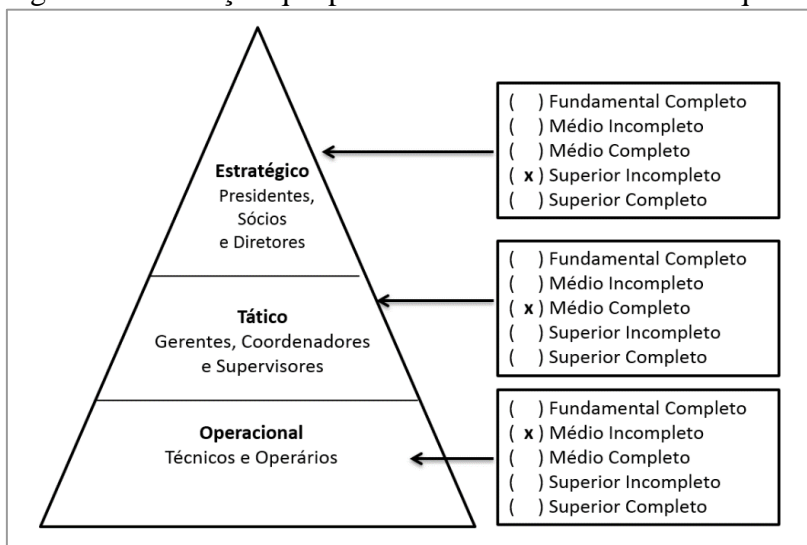 Estratégico
Presidentes,
Sócios
e Diretores
( ) Fundamental Completo
( ) Médio Incompleto
( ) Médio Completo
( x ) Superior Incompleto
( ) Superior Completo
Tático
Gerentes, Coordenadores
e Supervisores
( ) Fundamental Completo
( ) Médio Incompleto
( x ) Médio Completo
( ) Superior Incompleto
( ) Superior Completo
Operacional
Técnicos e Operários
( ) Fundamental Completo
( x ) Médio Incompleto
( ) Médio Completo
( ) Superior Incompleto
( ) Superior Completo